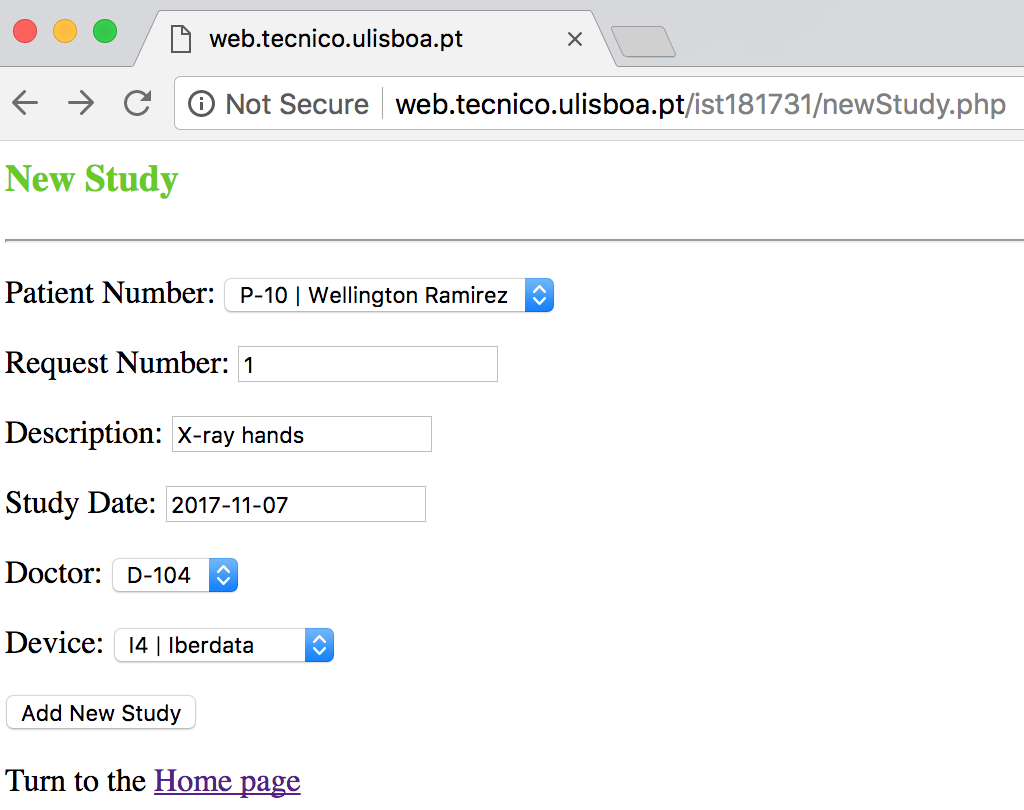 web.tecnico.ulisboa.pt
Not Secure web.tecnico.ulisboa.pt/ist181731/newStudy.php
New Study
Patient Number: P-10 | Wellington Ramirez
Request Number: 1
Description: X-ray hands
Study Date: 2017-11-07
Doctor: D-104
Device: I4 | Iberdata
Add New Study
Turn to the Home page